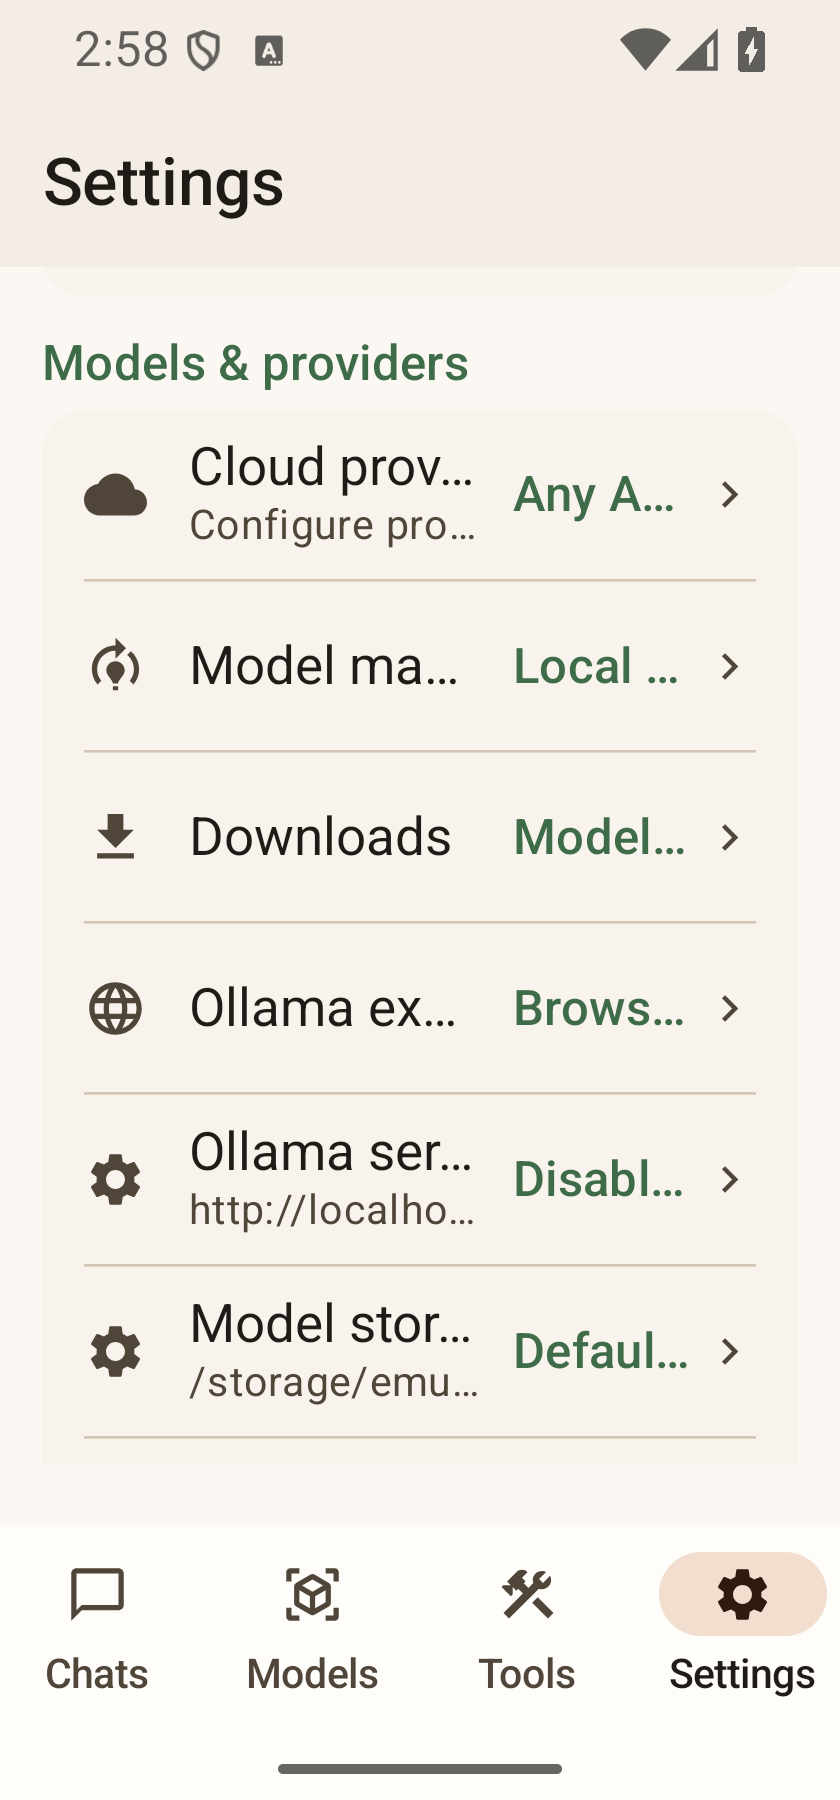 2:58
Settings
Models & providers
Cloud prov...
Configure pro...
Any A...
Model ma...
Local ...
Downloads
Model...
Ollama ex...
Brows...
Ollama ser...
http://localho...
Disabl...
Model stor...
/storage/emu...
Defaul...
Chats
Models
Tools
Settings